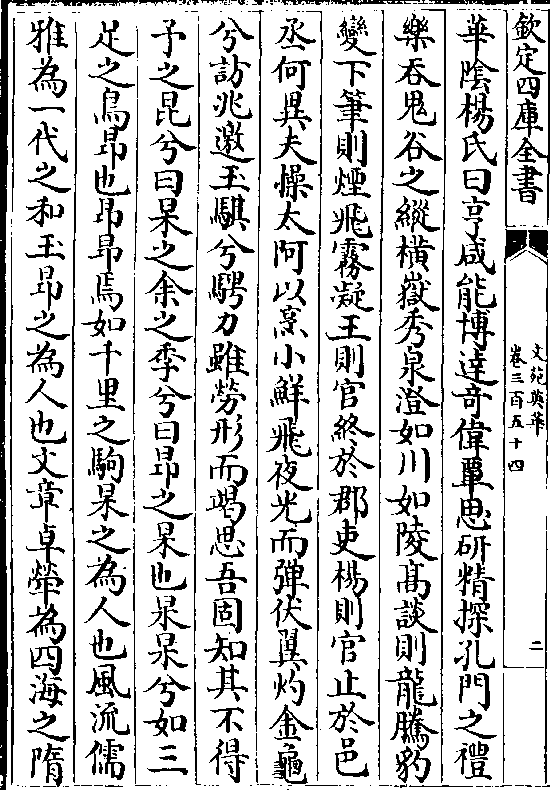 欽定四庫全書
文苑英華
卷三百五十四
二
華陰楊氏曰亨咸能博達竒偉覃思研精探孔門之禮
樂吞鬼谷之縱橫嶽秀泉澄如川如陵髙談則龍騰豹
變下筆則煙飛霧凝王則官終於郡吏楊則官止於邑
丞何異夫操太阿以烹小鮮飛夜光而彈伏翼灼金龜
兮訪兆邀玉騏兮騁力雖勞形而竭思吾固知其不得
予之昆兮曰杲之余之季兮曰昂之杲也杲杲兮如三
足之烏昂也昂昂焉如千里之駒杲之為人也風流儒
雅為一代之和玉昂之為人也文章卓犖為四海之隋